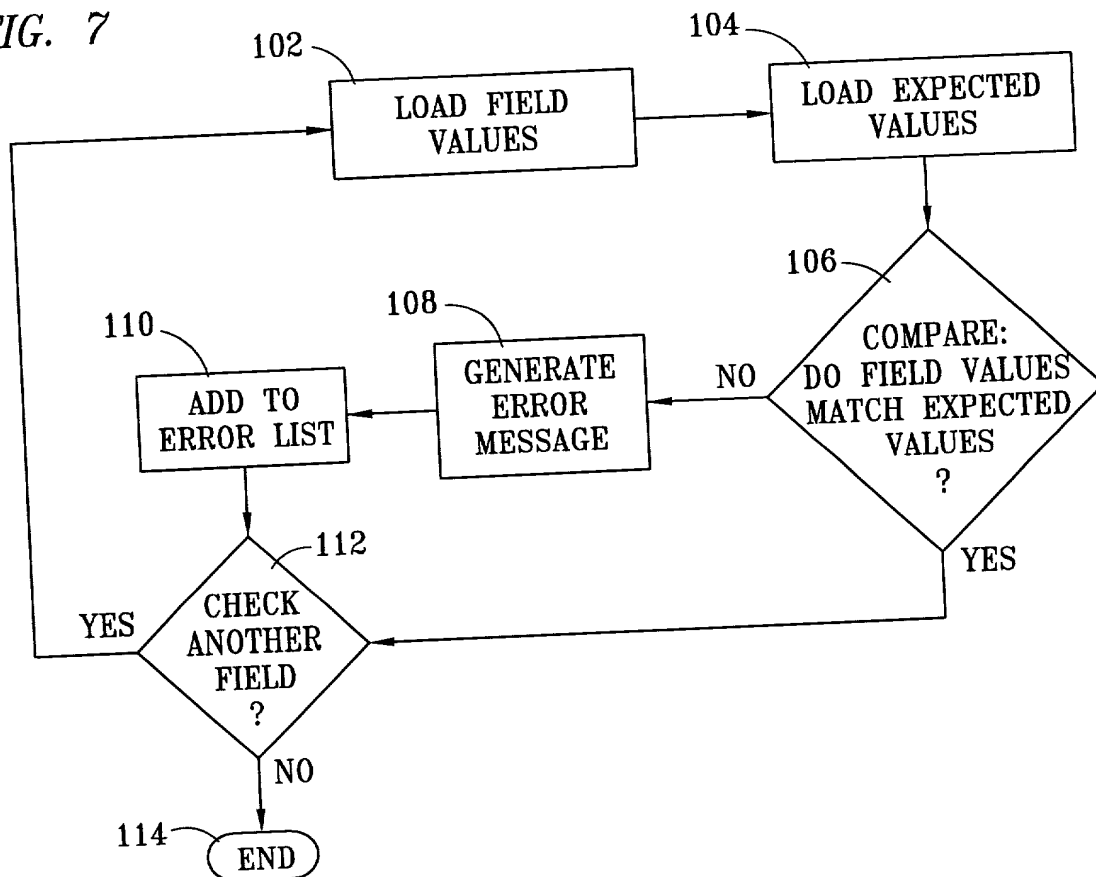 FIG. 7
102
LOAD FIELD
VALUES
104
LOAD EXPECTED
VALUES
106
COMPARE:
DO FIELD VALUES
MATCH EXPECTED
VALUES
?
NO
YES
108
GENERATE
ERROR
MESSAGE
110
ADD TO
ERROR LIST
112
CHECK
ANOTHER
FIELD
?
YES
NO
114
END